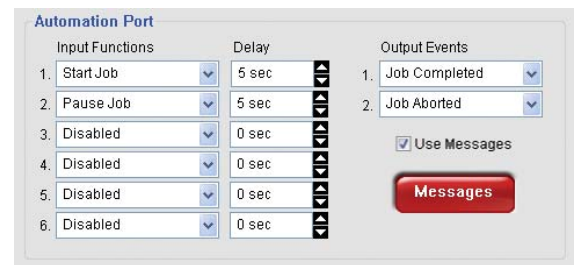 Automation Port
Input Functions Delay Output Events
1. Start Job 5 sec 1. Job Completed
2. Pause Job 5 sec 2. Job Aborted
3. Disabled 0 sec
Use Messages
4. Disabled 0 sec
5. Disabled 0 sec
Messages
6. Disabled 0 sec